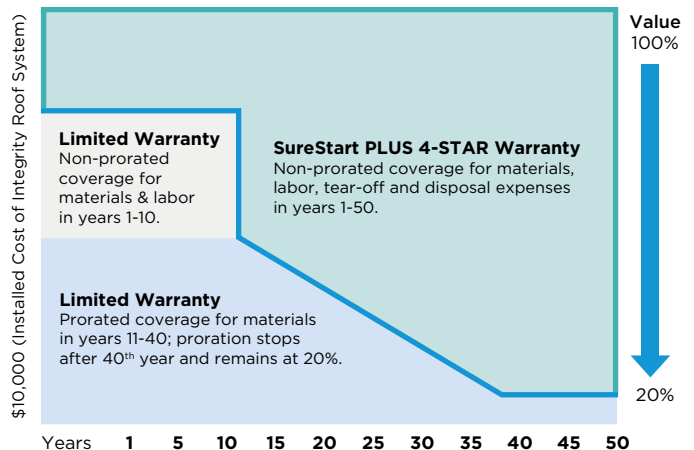 $10,000 (Installed Cost of Integrity Roof System)
Value
100%
Limited Warranty
Non-prorated
coverage for
materials & labor
in years 1-10.
SureStart PLUS 4-STAR Warranty
Non-prorated coverage for materials,
labor, tear-off and disposal expenses
in years 1-50.
Limited Warranty
Prorated coverage for materials
in years 11-40; proration stops
after 40th year and remains at 20%.
20%
Years 1 5 10 15 20 25 30 35 40 45 50